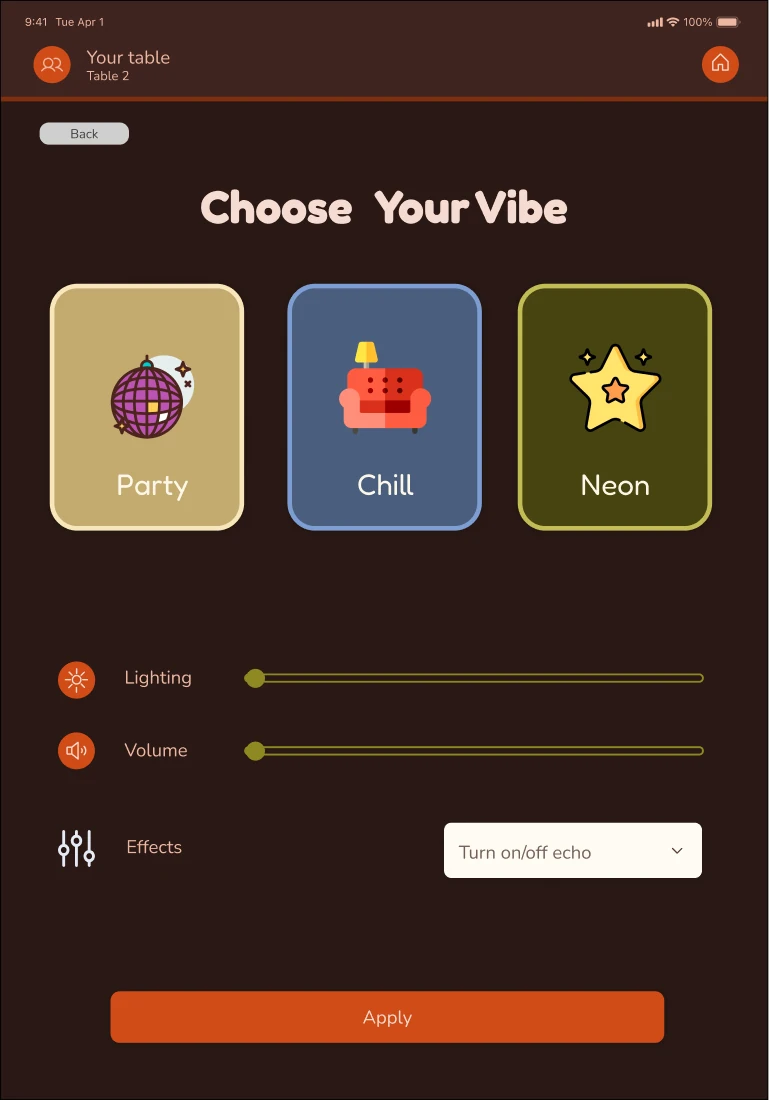 9:41 Tue Apr 1 100%
Your table
Table 2
Back
Choose Your Vibe
Party Chill Neon
Lighting
Volume
Effects Turn on/off echo
Apply